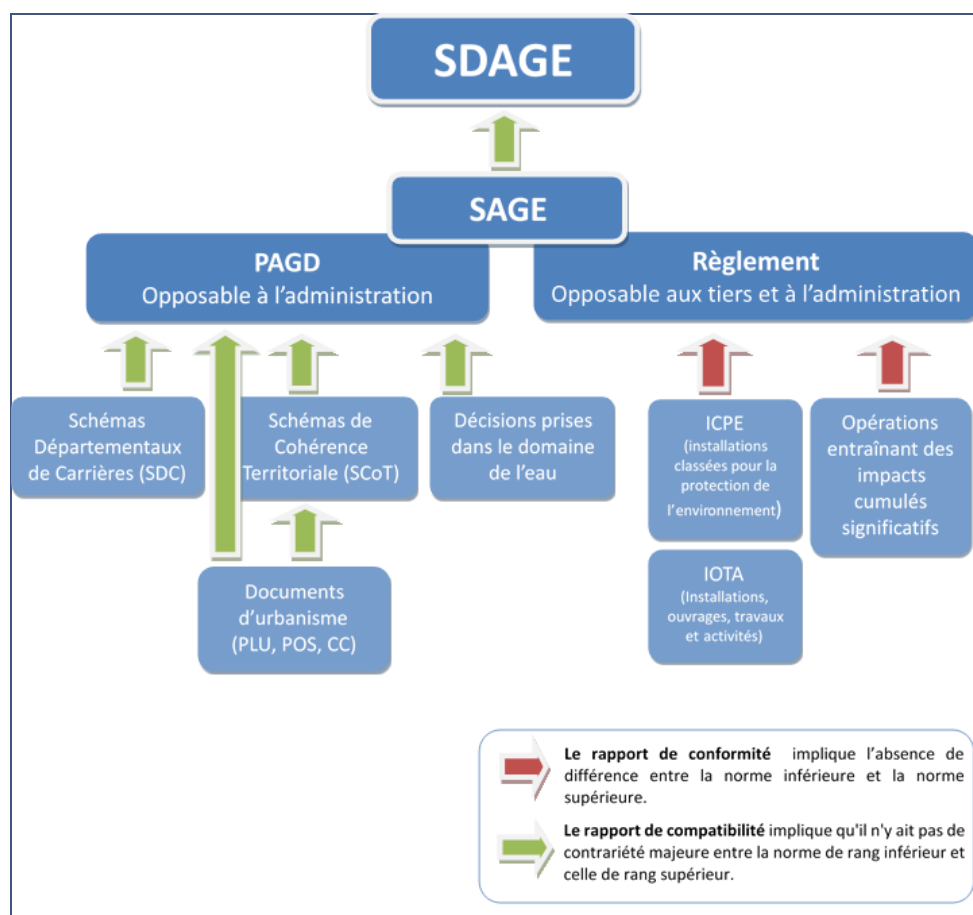 SDAGE
SAGE
PAGD
Opposable à l’administration
Règlement
Opposable aux tiers et à l’administration
Schémas
Départementaux
de Carrières (SDC)
Schémas de
Cohérence
Territoriale (SCoT)
Décisions prises
dans le domaine
de l’eau
ICPE
(installations
classées pour la
protection de
l’environnement)
Opérations
entraînant des
impacts
cumulés
significatifs
Documents
d’urbanisme
(PLU, POS, CC)
IOTA
(Installations,
ouvrages, travaux
et activités)
Le rapport de conformité implique l’absence de
différence entre la norme inférieure et la norme
supérieure.
Le rapport de compatibilité implique qu'il n'y ait pas de
contrariété majeure entre la norme de rang inférieur et
celle de rang supérieur.